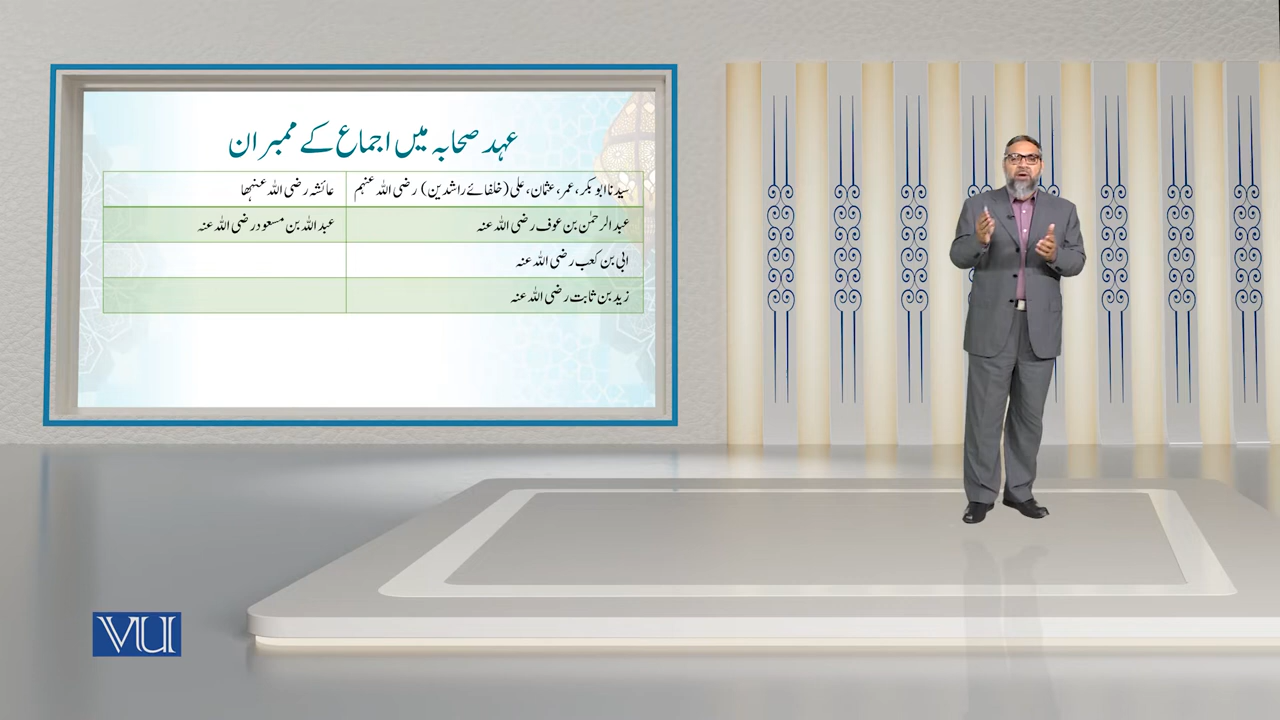 عہد صحابہ میں اجماع کے ممبران
سیدنا ابو بکر، عمر، عثمان، علی (خلفائے راشدین) رضی اللہ عنہم
عائشہ رضی اللہ عنہا
عبد الرحمٰن بن عوف رضی اللہ عنہ
عبد اللہ بن مسعود رضی اللہ عنہ
ابی بن کعب رضی اللہ عنہ
زید بن ثابت رضی اللہ عنہ
VU